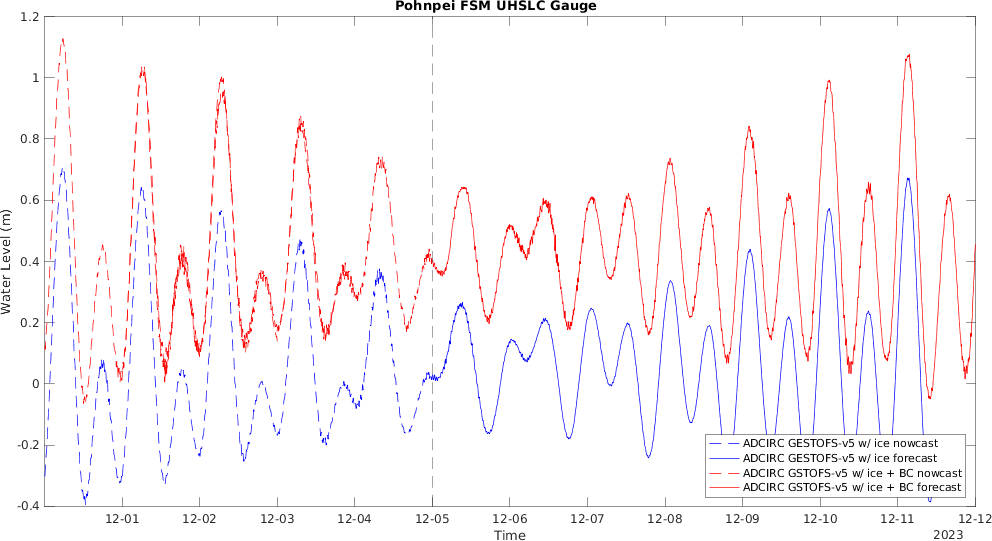 Pohnpei FSM UHSLC Gauge
1.2
1
0.8
0.6
0.4
0.2
0
-0.2
-0.4
Water Level (m)
ADCIRC GESTOFS-v5 w/ ice nowcast
ADCIRC GESTOFS-v5 w/ ice forecast
ADCIRC GSTOFS-v5 w/ ice + BC nowcast
ADCIRC GSTOFS-v5 w/ ice + BC forecast
12-01 12-02 12-03 12-04 12-05 12-06 12-07 12-08 12-09 12-10 12-11 12-12
Time
2023